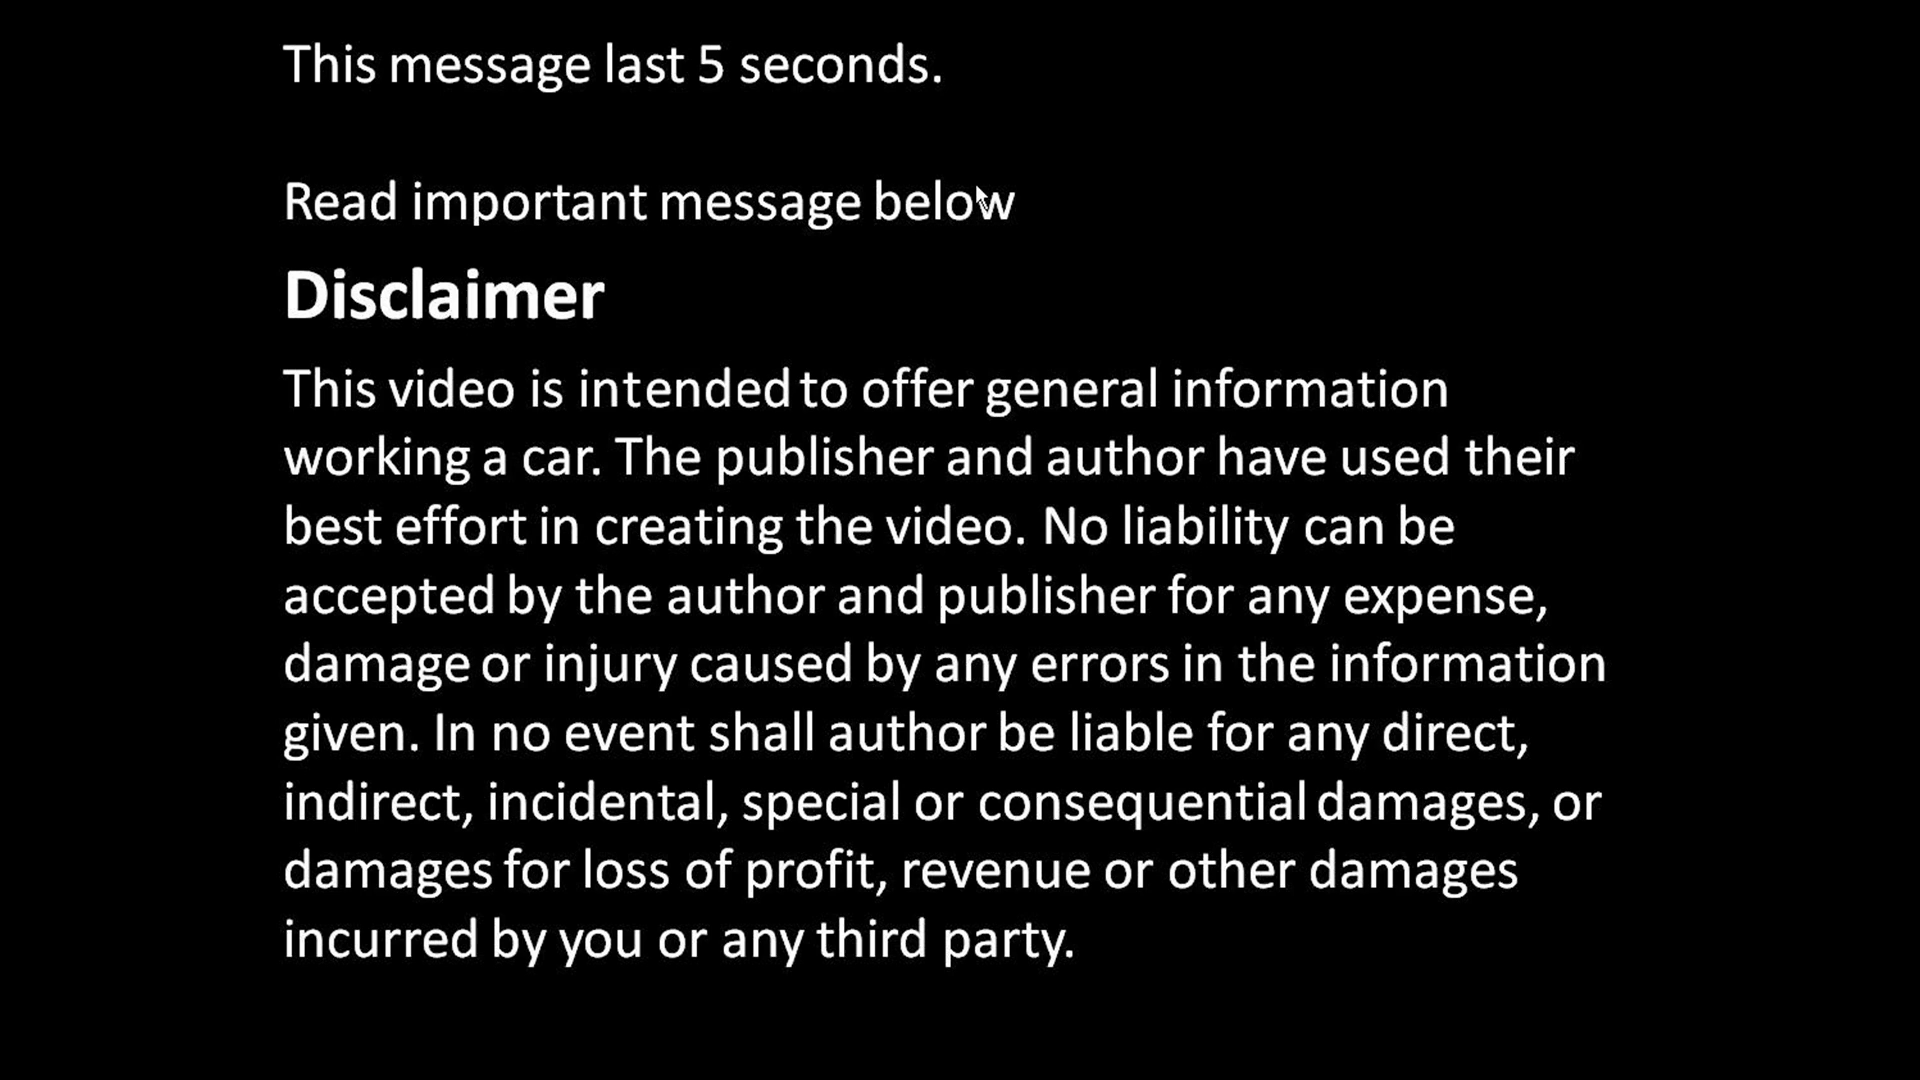 This message last 5 seconds.
Read important message below
Disclaimer
This video is intended to offer general information
working a car. The publisher and author have used their
best effort in creating the video. No liability can be
accepted by the author and publisher for any expense,
damage or injury caused by any errors in the information
given. In no event shall author be liable for any direct,
indirect, incidental, special or consequential damages, or
damages for loss of profit, revenue or other damages
incurred by you or any third party.